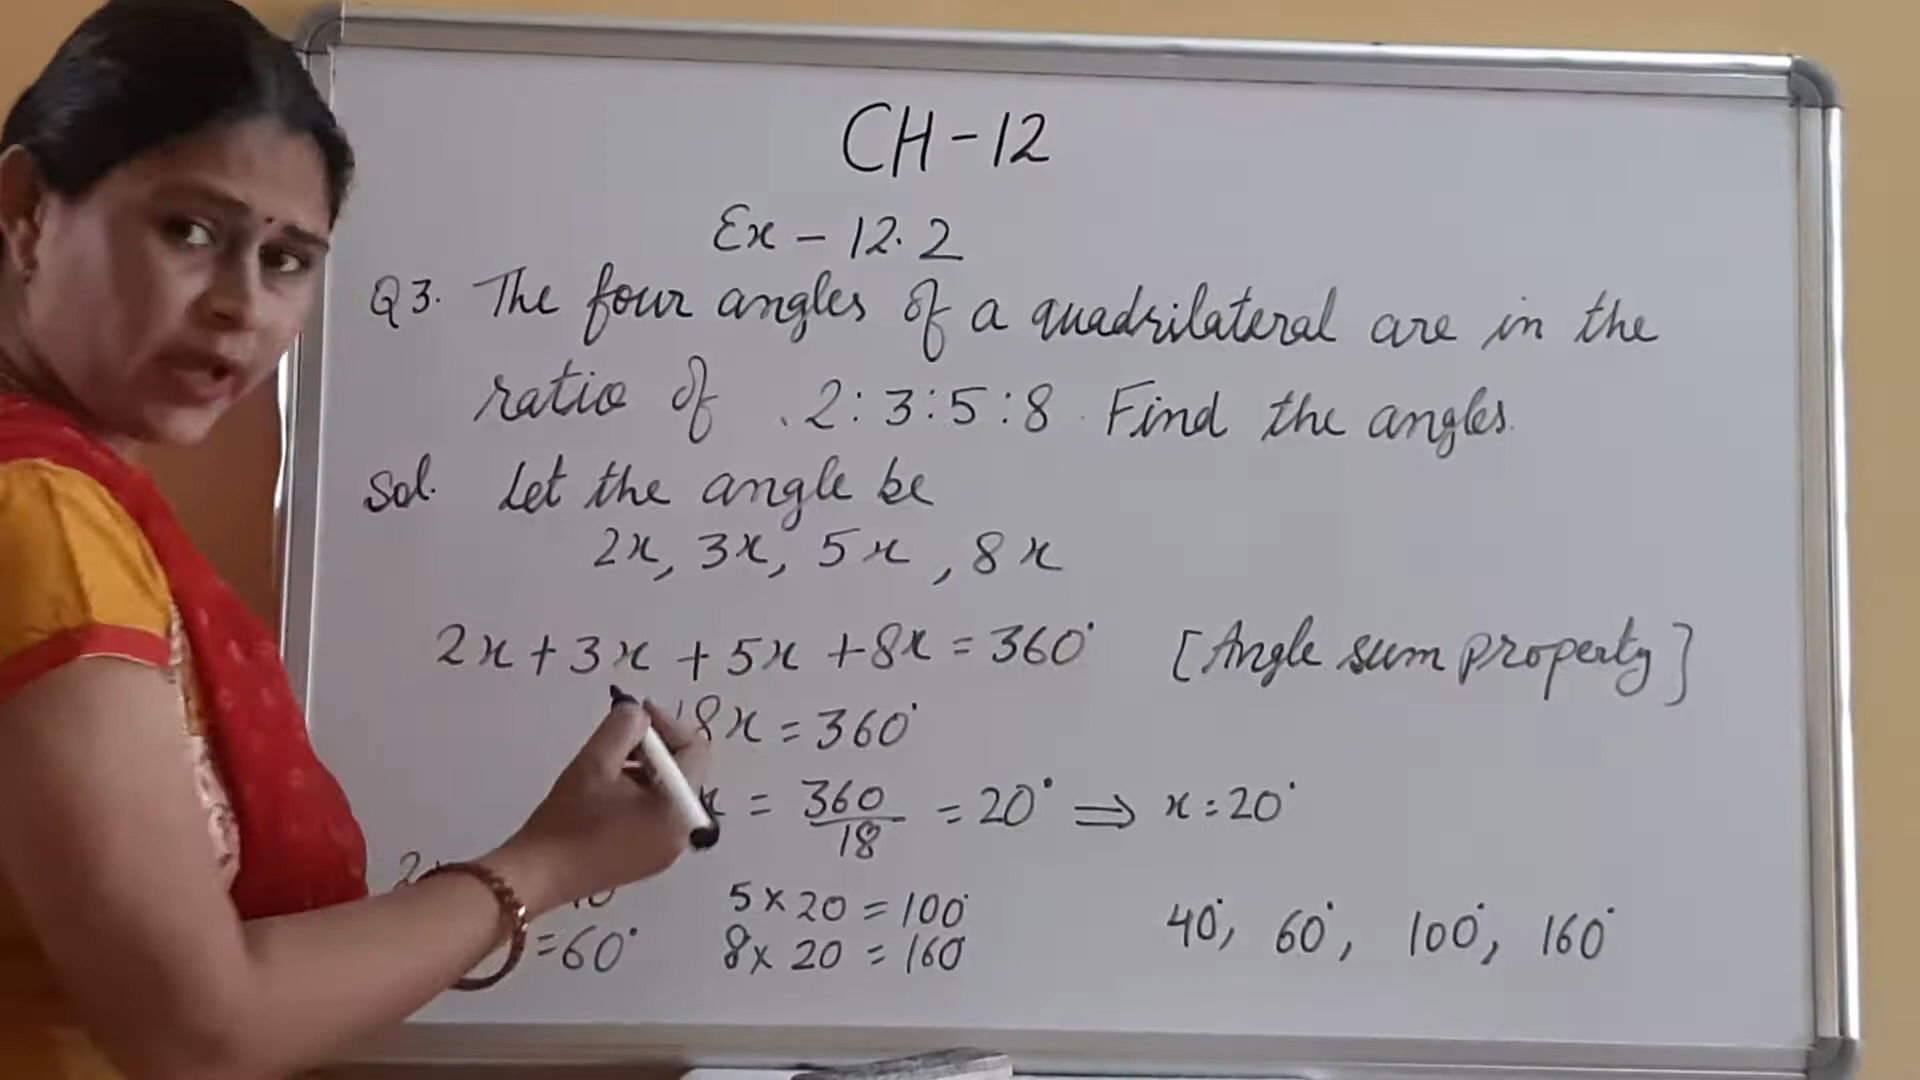 CH-12
Ex - 12.2
Q3. The four angles of a quadrilateral are in the
ratio of . 2:3:5:8. Find the angles.
Sol. Let the angle be
2x, 3x, 5x, 8x
2x + 3x + 5x + 8x = 360° [Angle sum property]
18x = 360°
x = 360/18 = 20° ⇒ x = 20°
5 x 20 = 100°
= 60° 8 x 20 = 160°
40°, 60°, 100°, 160°